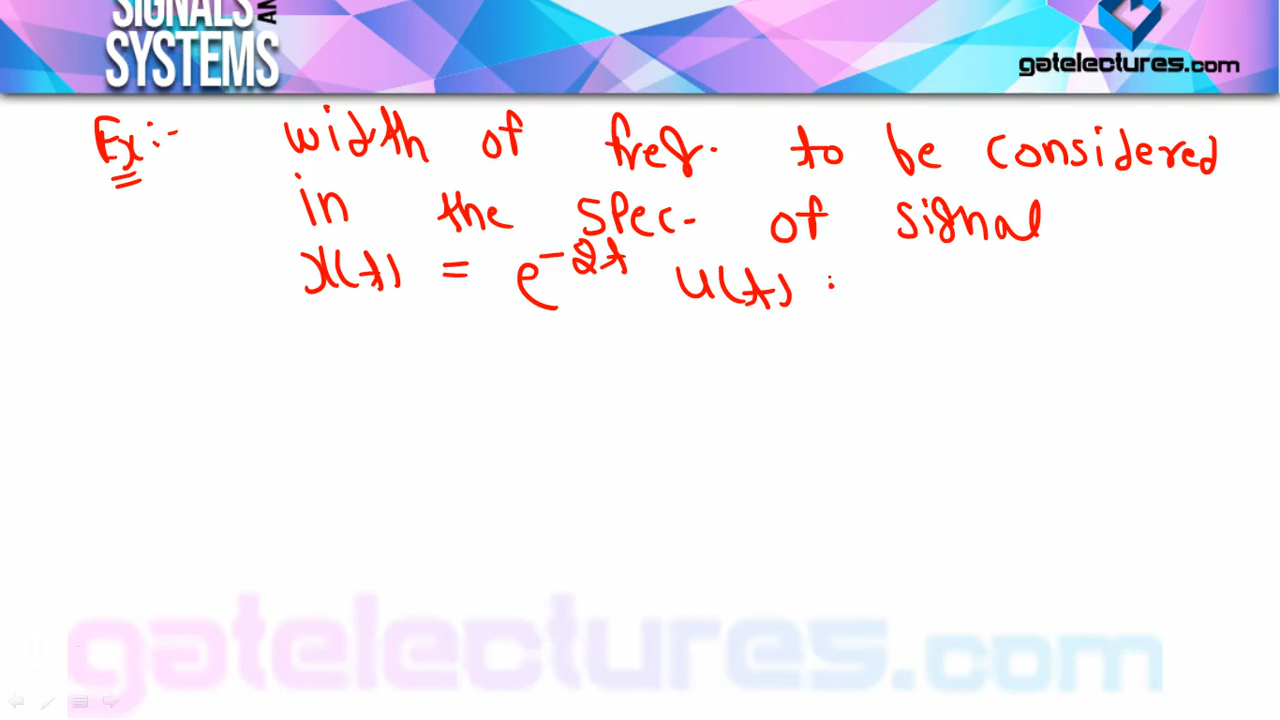 SIGNALS AND
SYSTEMS
gatelectures.com
Ex:- width of freq. to be considered
in the spec. of signal
x(t) = e^-2t u(t) :
gatelectures.com